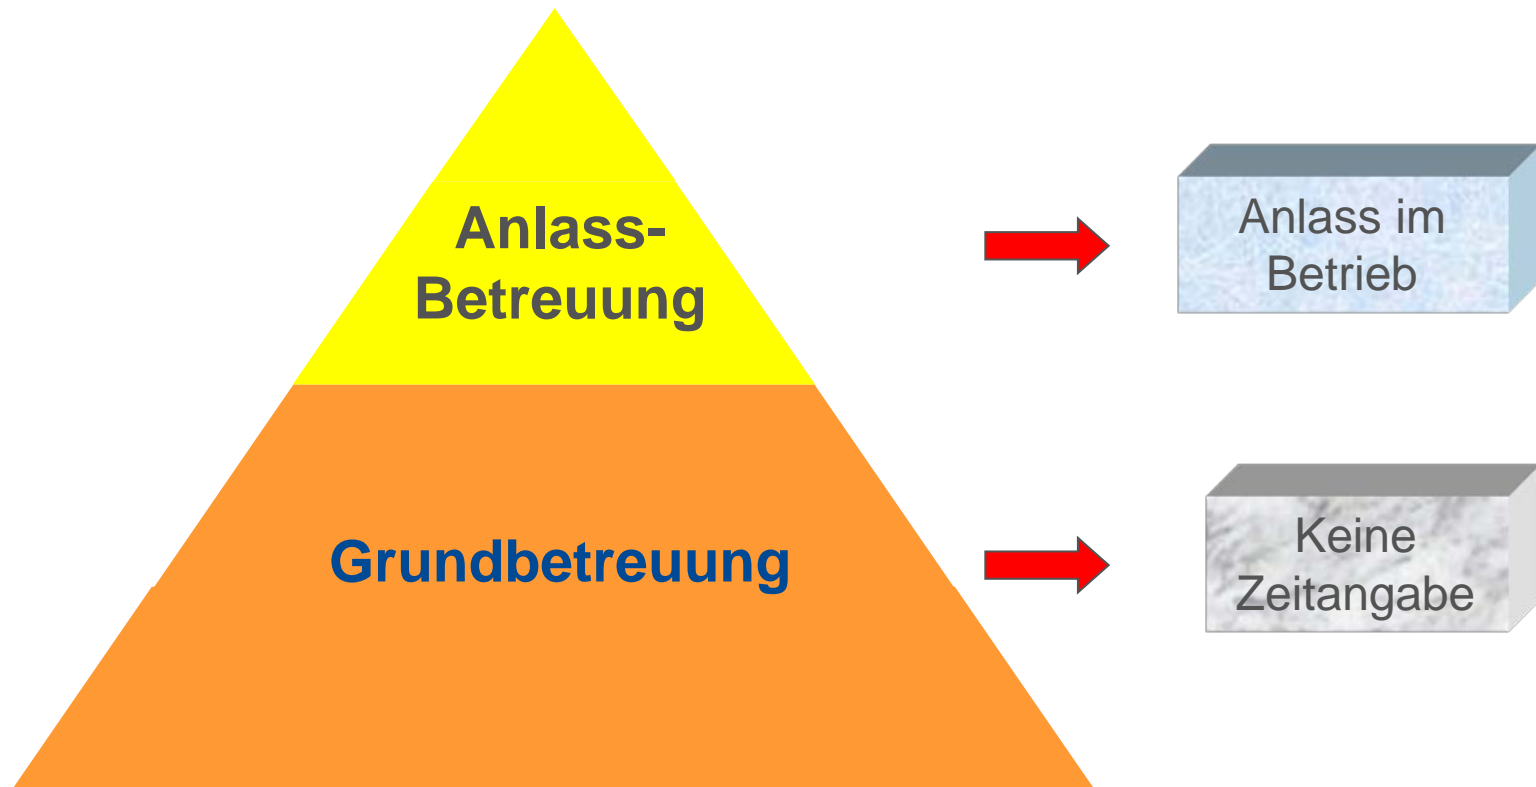 Anlass-
Betreuung
Anlass im
Betrieb
Grundbetreuung
Keine
Zeitangabe